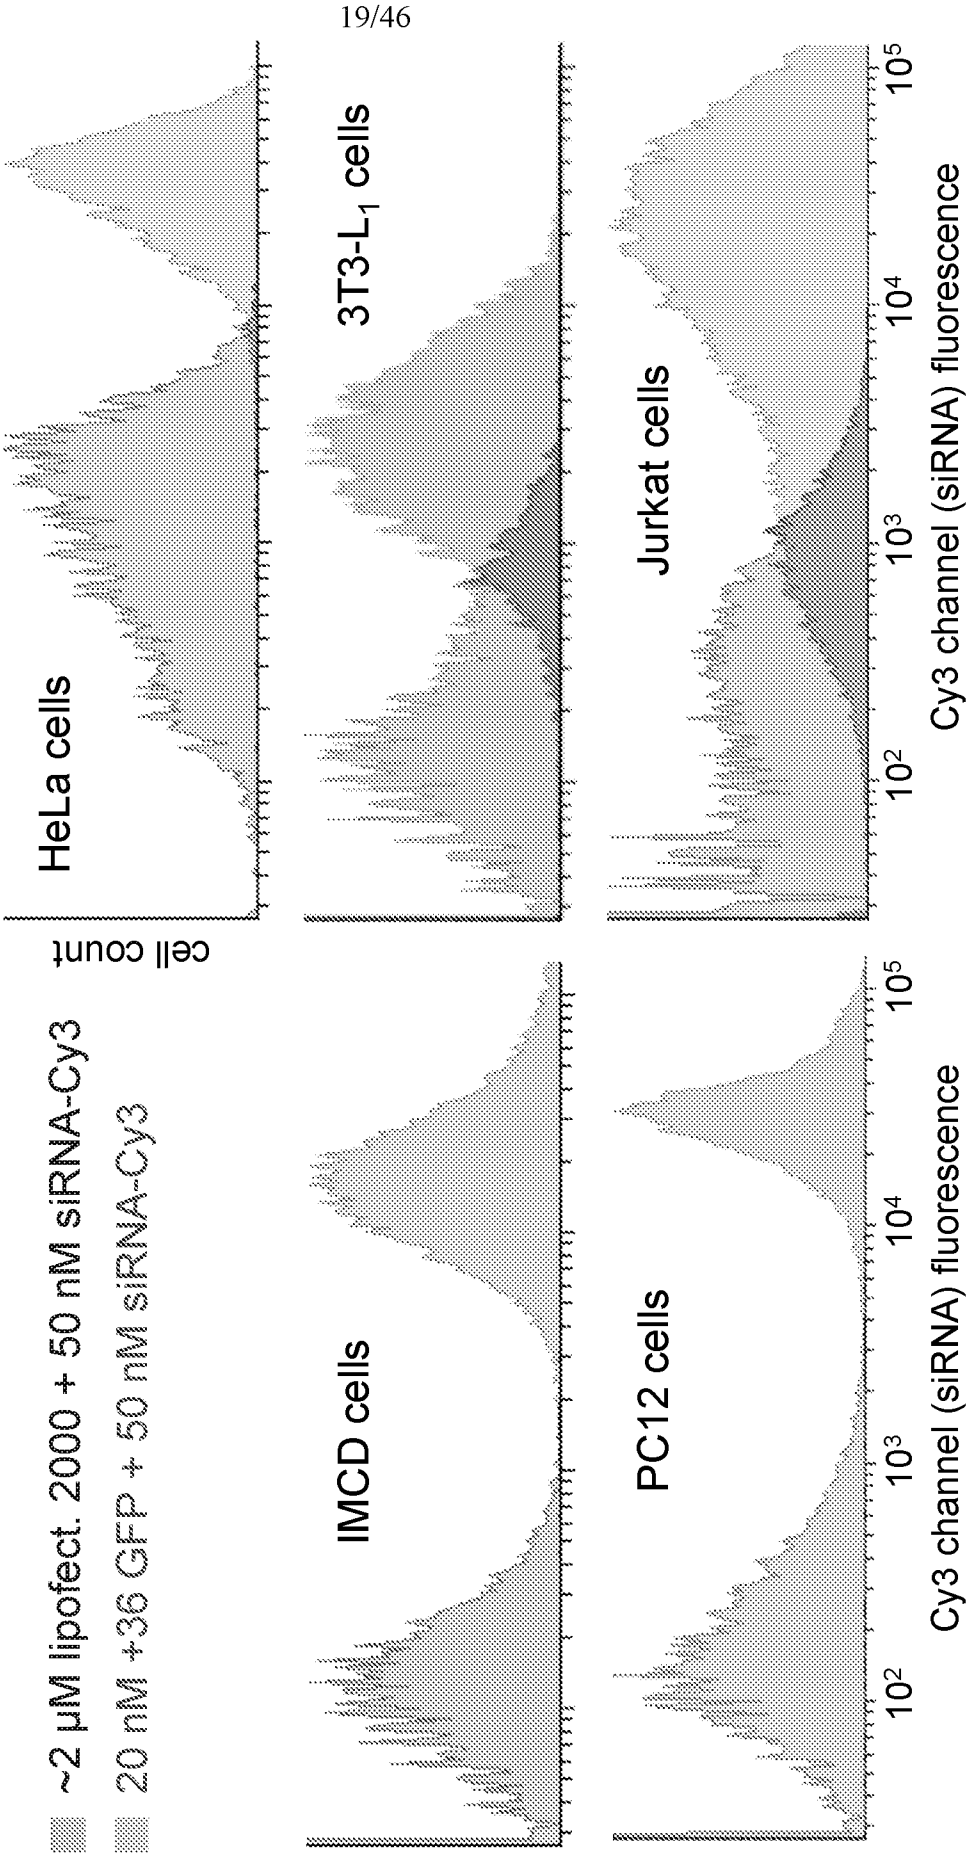 19/46
~2 µM lipofect. 2000 + 50 nM siRNA-Cy3
20 nM +36 GFP + 50 nM siRNA-Cy3
cell count
HeLa cells
IMCD cells
3T3-L₁ cells
PC12 cells
10² 10³ 10⁴ 10⁵
Cy3 channel (siRNA) fluorescence
Jurkat cells
10² 10³ 10⁴ 10⁵
Cy3 channel (siRNA) fluorescence